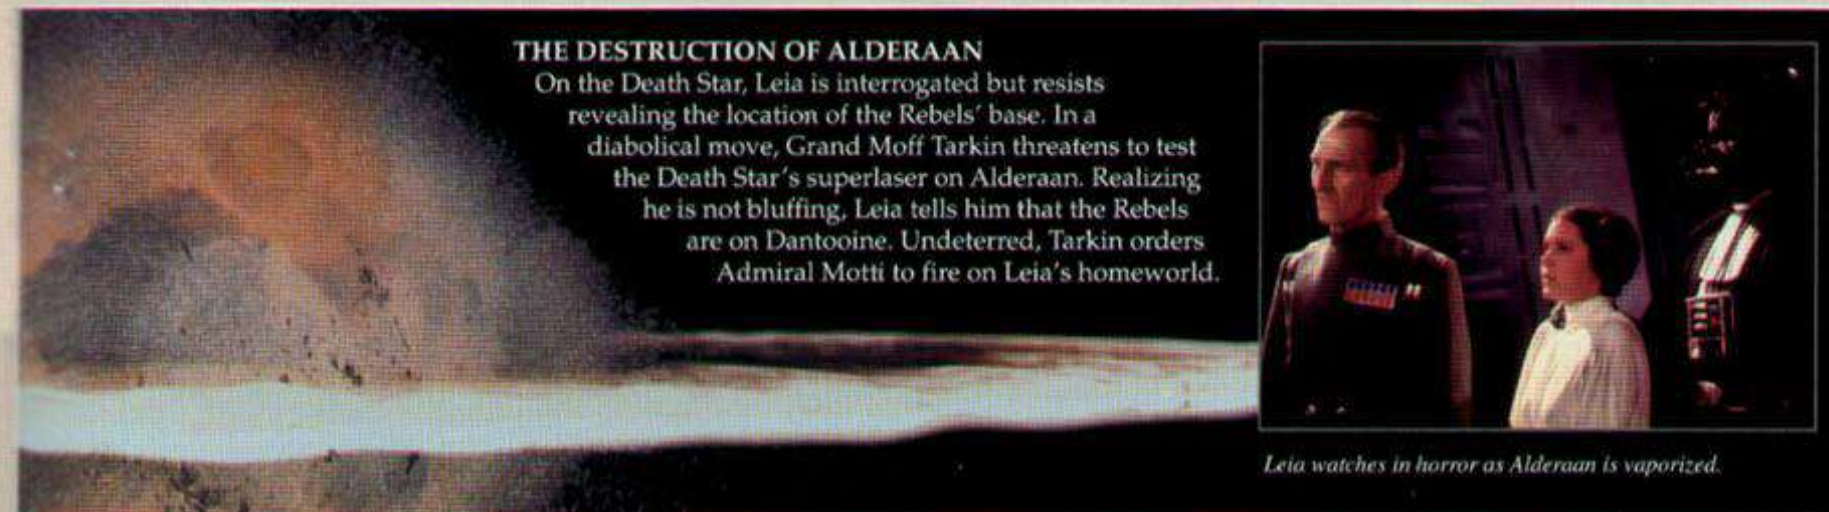 THE DESTRUCTION OF ALDERAAN
On the Death Star, Leia is interrogated but resists
revealing the location of the Rebels' base. In a
diabolical move, Grand Moff Tarkin threatens to test
the Death Star's superlaser on Alderaan. Realizing
he is not bluffing, Leia tells him that the Rebels
are on Dantooine. Undeterred, Tarkin orders
Admiral Motti to fire on Leia's homeworld.
Leia watches in horror as Alderaan is vaporized.